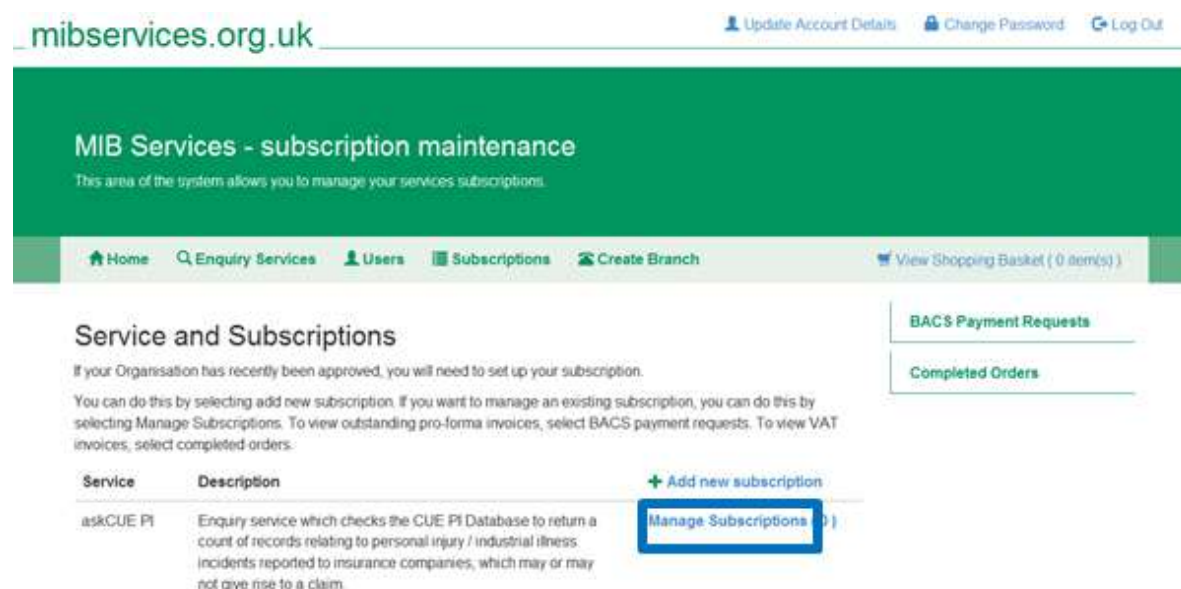 mibservices.org.uk
Update Account Details Change Password Log Out
MIB Services - subscription maintenance
This area of the system allows you to manage your services subscriptions.
Home Enquiry Services Users Subscriptions Create Branch View Shopping Basket ( 0 item(s) )
Service and Subscriptions
BACS Payment Requests
If your Organisation has recently been approved, you will need to set up your subscription.
Completed Orders
You can do this by selecting add new subscription. If you want to manage an existing subscription, you can do this by
selecting Manage Subscriptions. To view outstanding pro-forma invoices, select BACS payment requests. To view VAT
invoices, select completed orders.
Service Description + Add new subscription
askCUE PI Enquiry service which checks the CUE PI Database to return a Manage Subscriptions
count of records relating to personal injury / industrial illness
incidents reported to insurance companies, which may or may
not give rise to a claim.